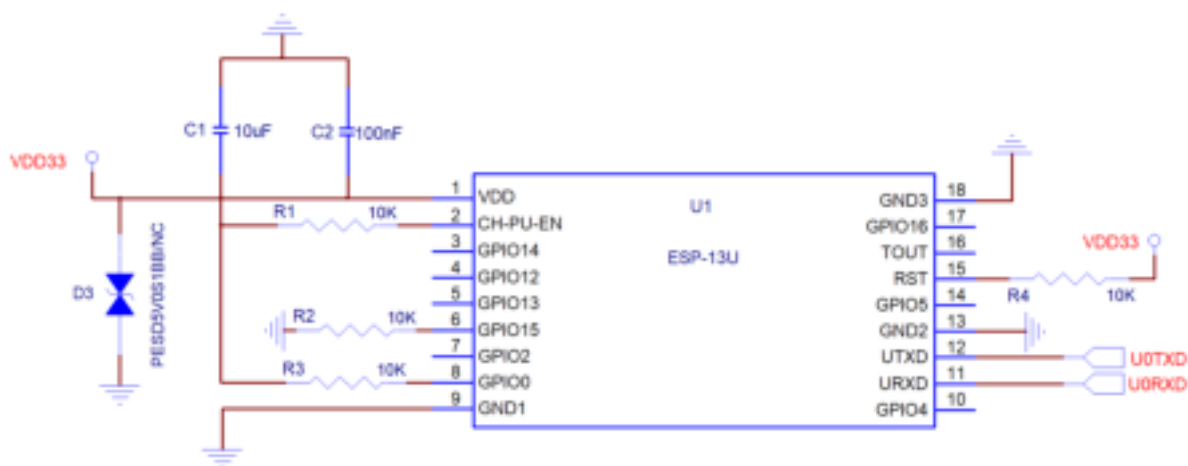 C1 10uF C2 100nF
VDD33
1 VDD U1 GND3 18
R1 10K 2 CH-PU-EN GPIO16 17
3 GPIO14 ESP-13U TOUT 16 VDD33
4 GPIO12 RST 15
D3 PESD5V0S1BB/NC 5 GPIO13 GPIO5 14 R4 10K
R2 10K 6 GPIO15 GND2 13
7 GPIO2 UTXD 12 U0TXD
R3 10K 8 GPIO0 URXD 11 U0RXD
9 GND1 GPIO4 10